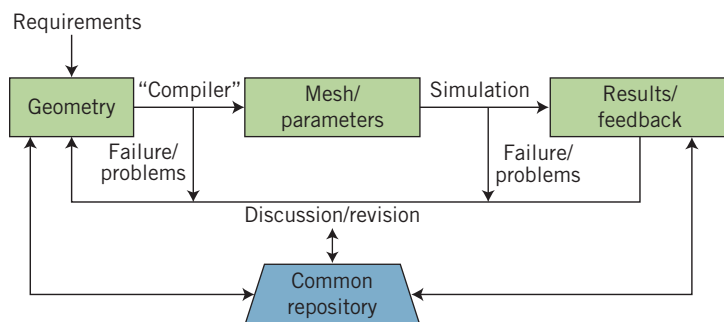 Requirements
Geometry
“Compiler”
Mesh/
parameters
Simulation
Results/
feedback
Failure/
problems
Failure/
problems
Discussion/revision
Common
repository